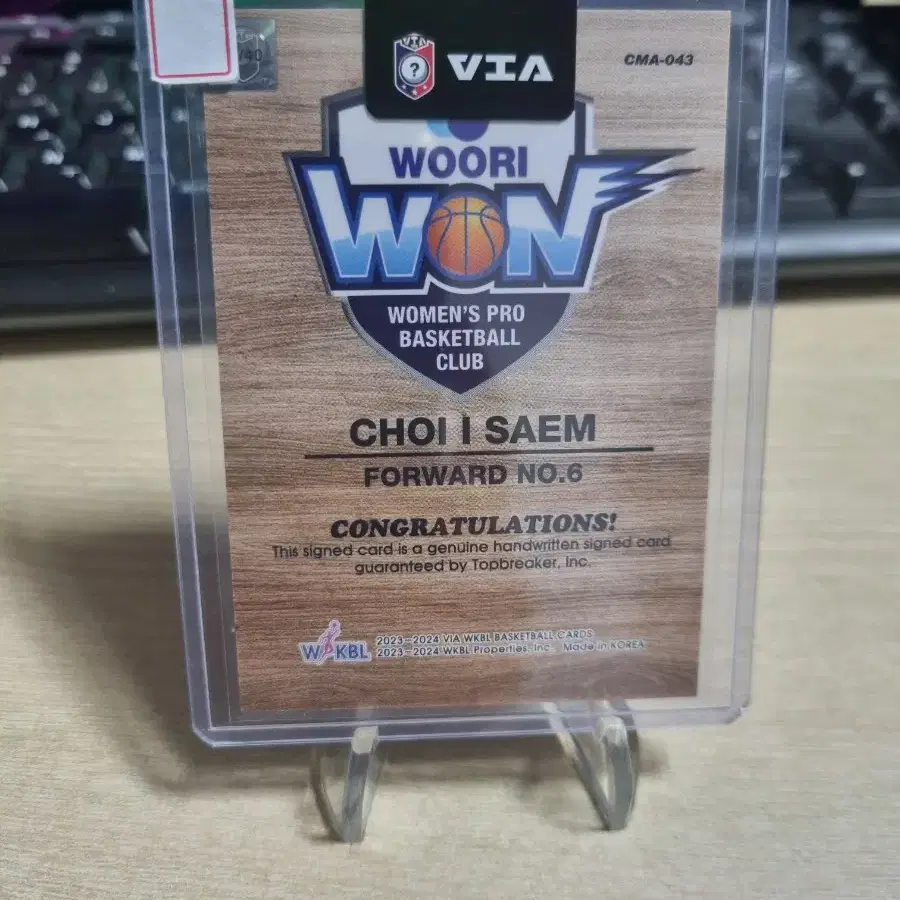 /40
VIA
CMA-043
WOORI
WON
WOMEN'S PRO
BASKETBALL
CLUB
CHOI I SAEM
FORWARD NO.6
CONGRATULATIONS!
This signed card is a genuine handwritten signed card
guaranteed by Topbreaker, Inc.
WKBL
2023-2024 VIA WKBL BASKETBALL CARDS
2023-2024 WKBL Properties, Inc. Made in KOREA